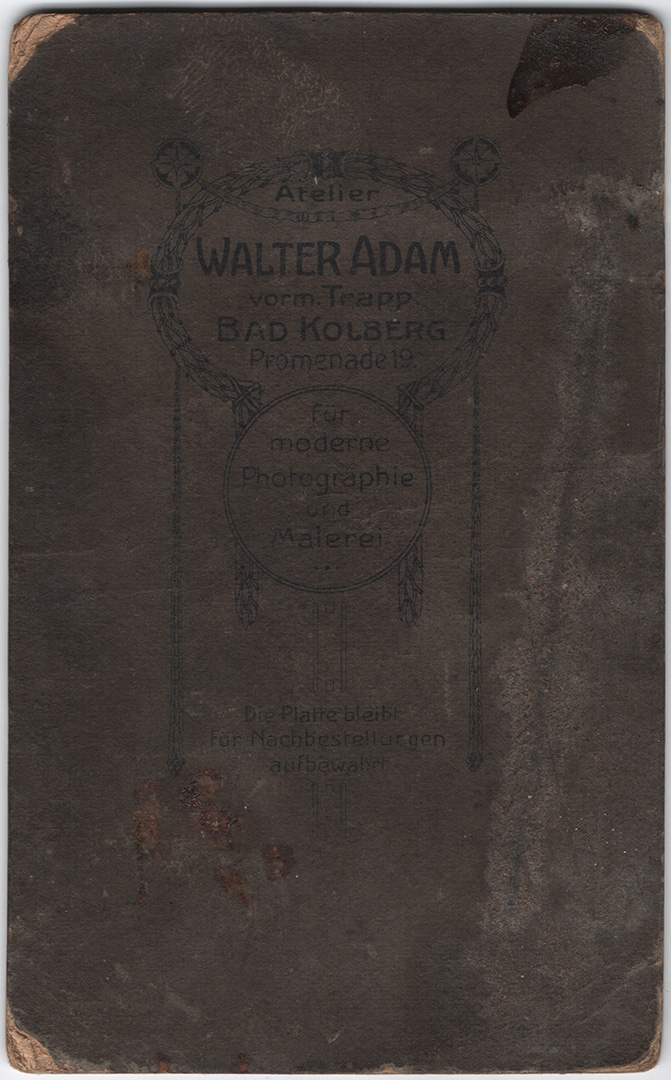 Atelier
WALTER ADAM
vorm. Trapp.
BAD KOLBERG
Promenade 19.
für
moderne
Photographie
und
Malerei
Die Platte bleibt
für Nachbestellungen
aufbewahrt